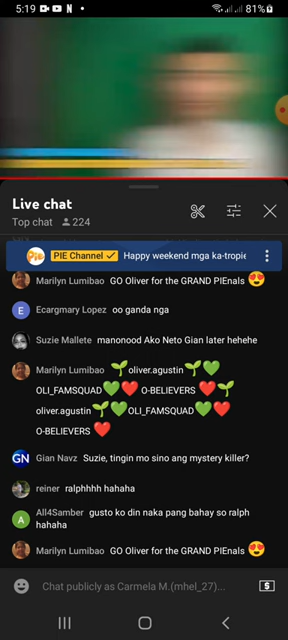 5:19
81%
Live chat
Top chat 224
PIE Channel Happy weekend mga ka-tropie
Marilyn Lumibao GO Oliver for the GRAND PIEnals 😍
Ecargmary Lopez oo ganda nga
Suzie Mallete manonood Ako Neto Gian later hehehe
Marilyn Lumibao 🌱oliver.agustin🌱💚
OLI_FAMSQUAD💚❤️ O-BELIEVERS ❤️🌱
oliver.agustin🌱💚OLI_FAMSQUAD💚❤️
O-BELIEVERS ❤️
GN Gian Navz Suzie, tingin mo sino ang mystery killer?
reiner ralphhhh hahaha
A All4Samber gusto ko din naka pang bahay so ralph
hahaha
Marilyn Lumibao GO Oliver for the GRAND PIEnals 😍
Chat publicly as Carmela M.(mhel_27)...